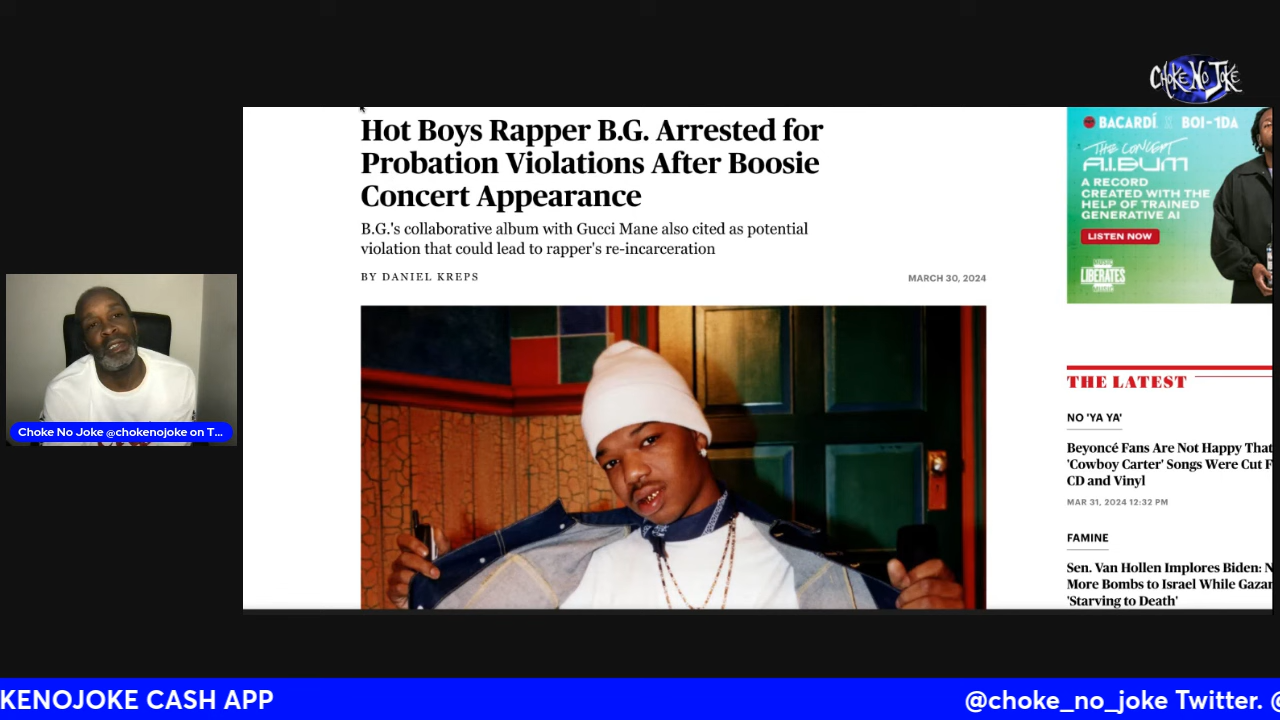 CHOKE NO JOKE
Hot Boys Rapper B.G. Arrested for
Probation Violations After Boosie
Concert Appearance
B.G.'s collaborative album with Gucci Mane also cited as potential
violation that could lead to rapper's re-incarceration
BY DANIEL KREPS
MARCH 30, 2024
BACARDÍ X BOI-1DA
THE CONCEPT
A.I.BUM
A RECORD
CREATED WITH THE
HELP OF TRAINED
GENERATIVE AI
LISTEN NOW
MUSIC
LIBERATES
THE LATEST
NO 'YA YA'
Beyoncé Fans Are Not Happy That
'Cowboy Carter' Songs Were Cut F
CD and Vinyl
MAR 31, 2024 12:32 PM
FAMINE
Sen. Van Hollen Implores Biden: N
More Bombs to Israel While Gazan
'Starving to Death'
Choke No Joke @chokenojoke on T...
KENOJOKE CASH APP
@choke_no_joke Twitter. @